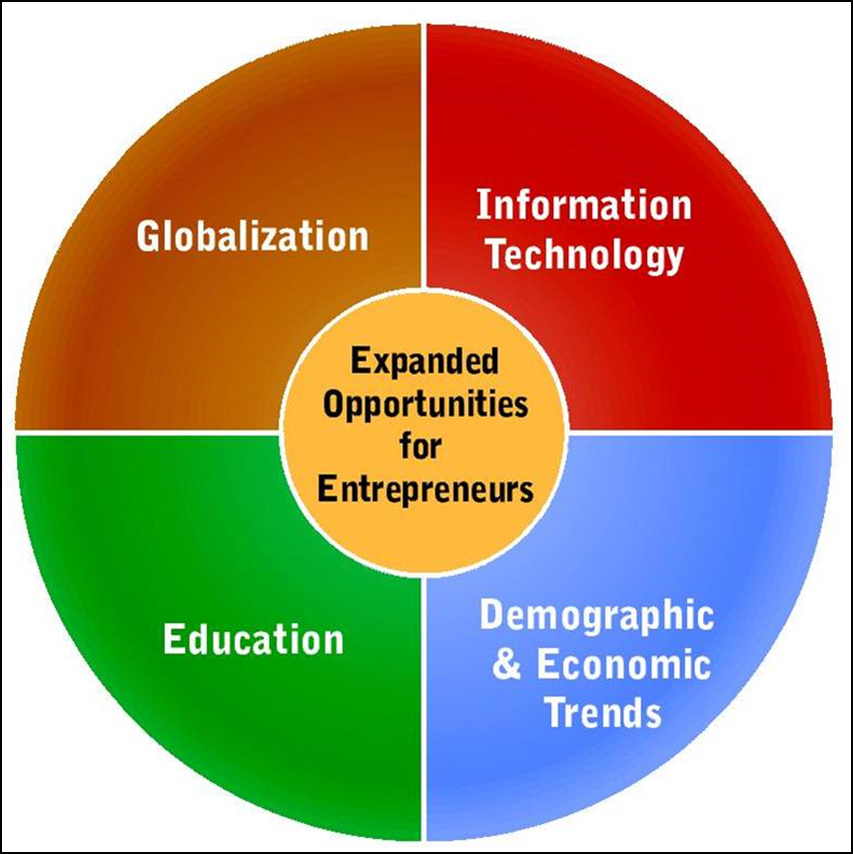 Globalization
Information
Technology
Expanded
Opportunities
for
Entrepreneurs
Education
Demographic
& Economic
Trends